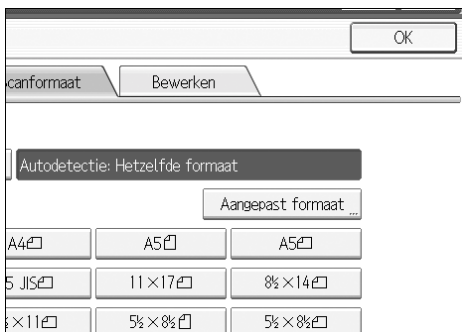 OK
canformaat Bewerken
Autodetectie: Hetzelfde formaat
Aangepast formaat ...
A4 A5 A5
5 JIS 11×17 8½×14
×11 5½×8½ 5½×8½